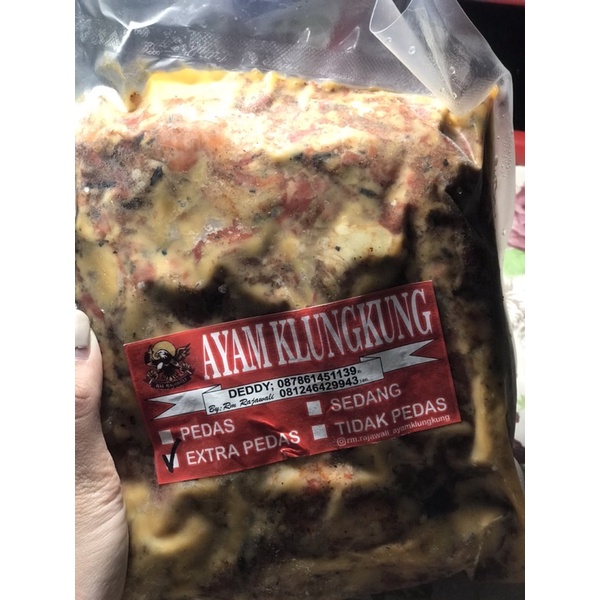 AYAM KLUNGKUNG
DEDDY; 087861451139
By: Rm Rajawali 081246429943
PEDAS
SEDANG
EXTRA PEDAS
TIDAK PEDAS
rm.rajawali_ayamklungkung